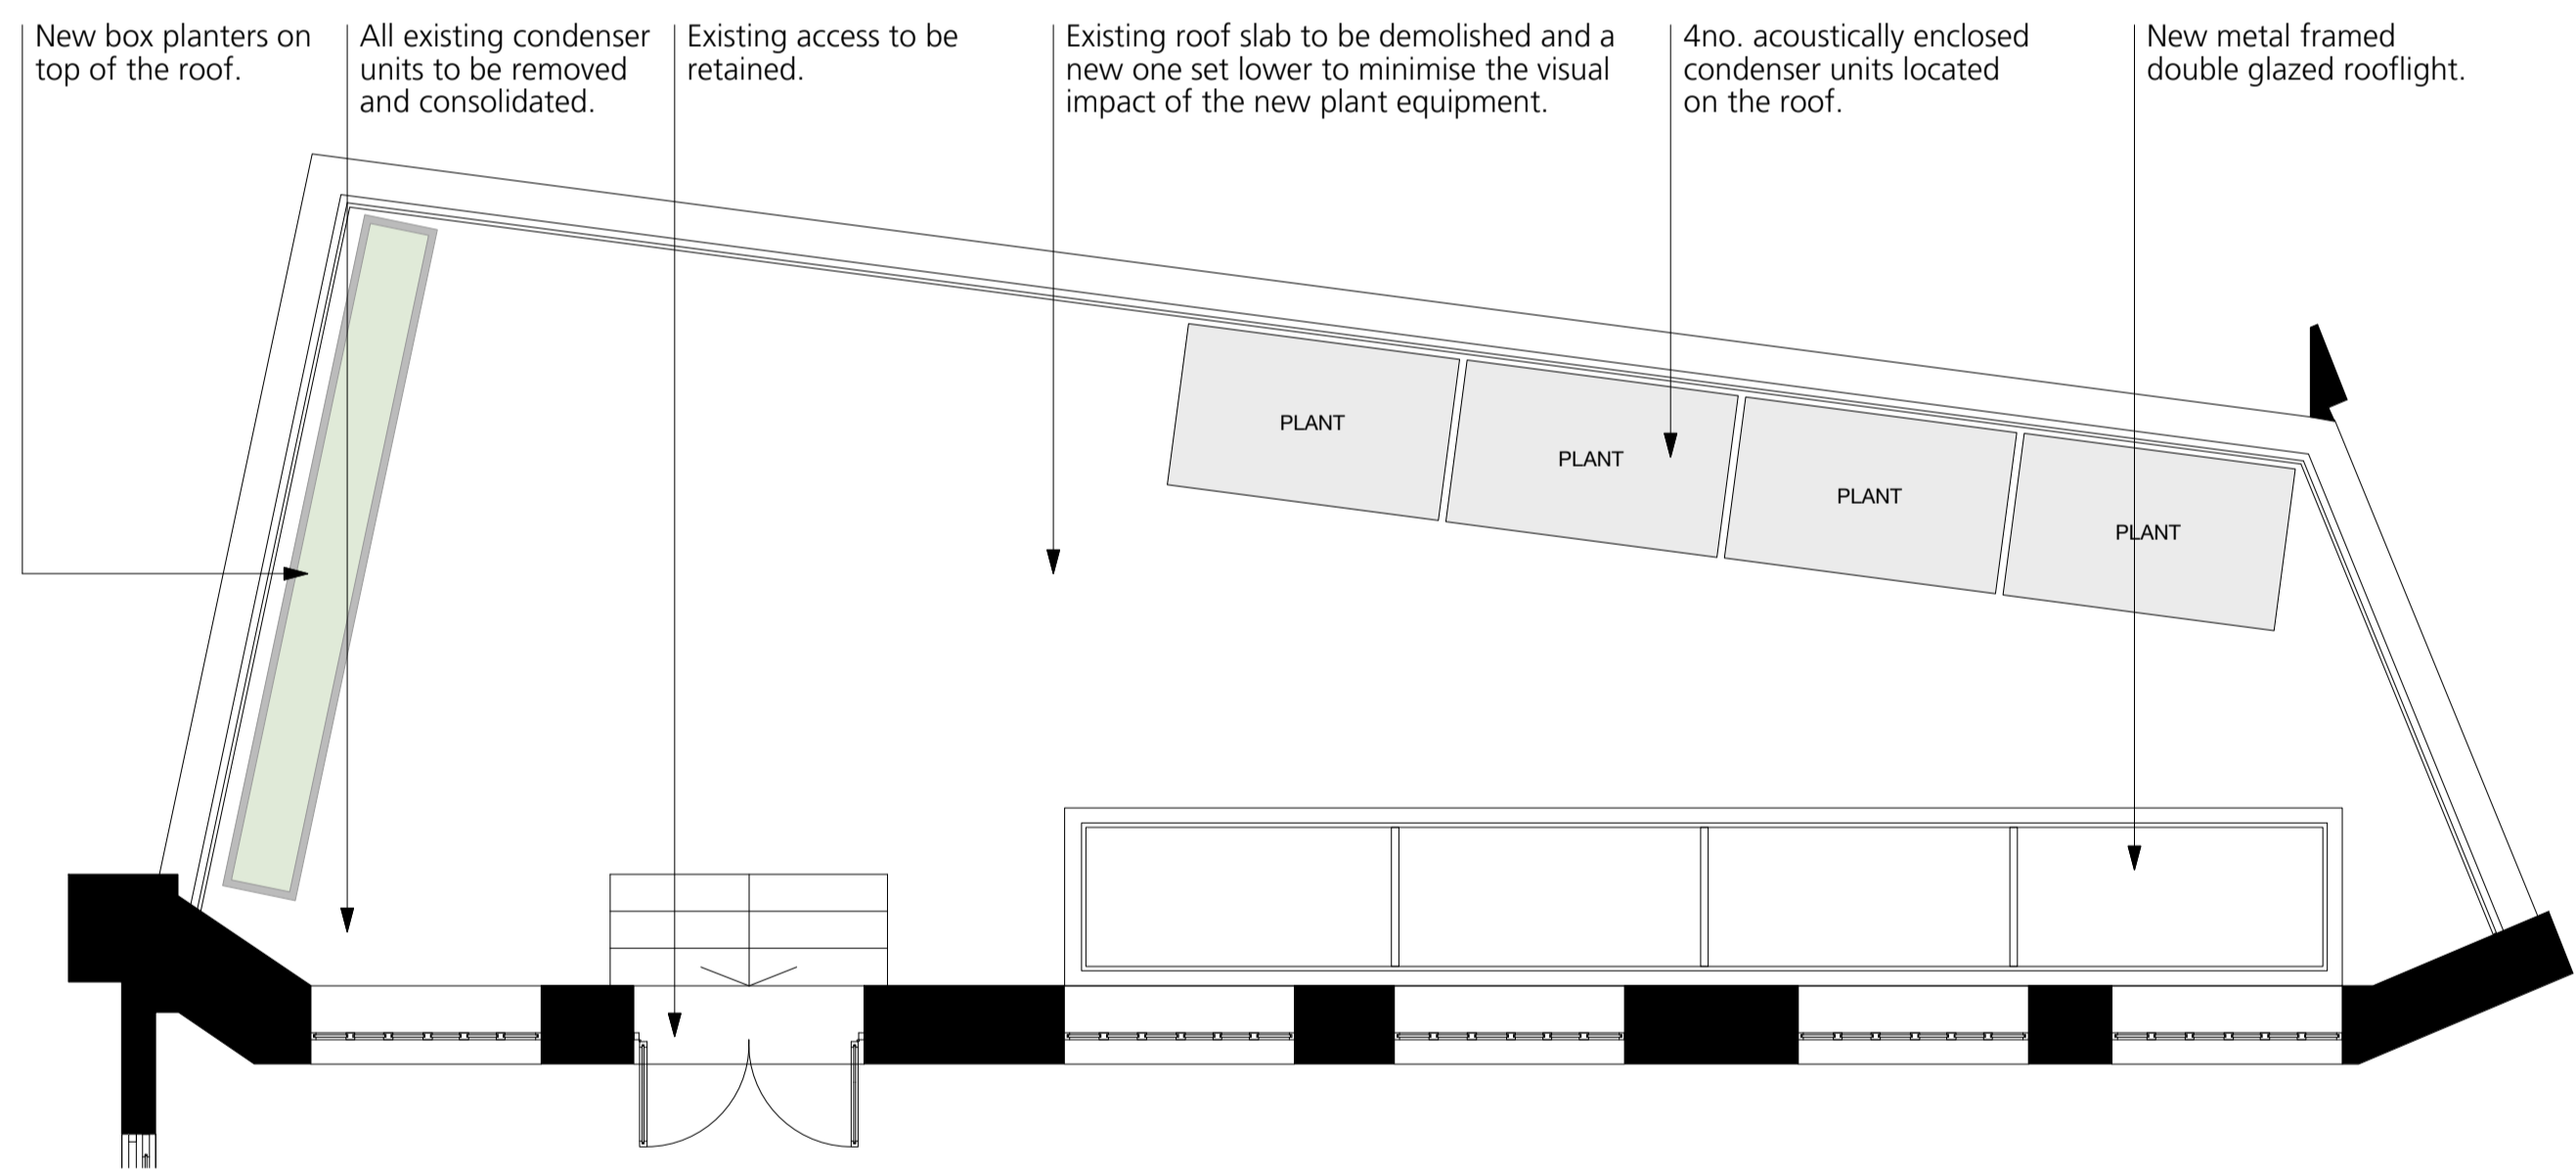 New box planters on
top of the roof.
All existing condenser
units to be removed
and consolidated.
Existing access to be
retained.
Existing roof slab to be demolished and a
new one set lower to minimise the visual
impact of the new plant equipment.
4no. acoustically enclosed
condenser units located
on the roof.
New metal framed
double glazed rooflight.
PLANT
PLANT
PLANT
PLANT